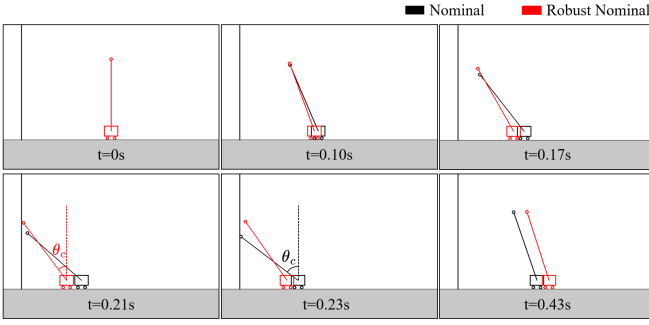 Nominal
Robust Nominal
t=0s
t=0.10s
t=0.17s
θc
t=0.21s
θc
t=0.23s
t=0.43s